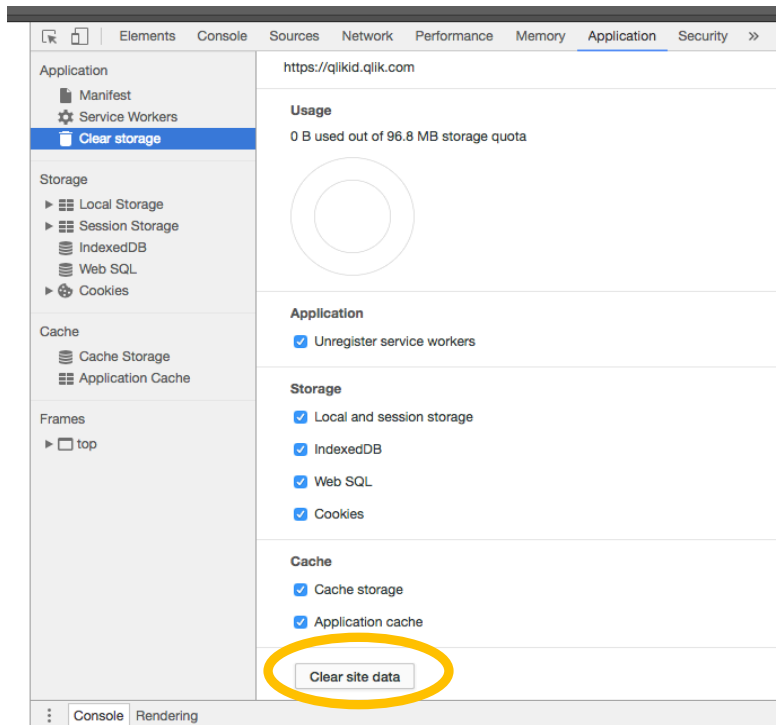 Elements Console Sources Network Performance Memory Application Security »
Application
Manifest
Service Workers
Clear storage
Storage
Local Storage
Session Storage
IndexedDB
Web SQL
Cookies
Cache
Cache Storage
Application Cache
Frames
top
https://qlikid.qlik.com
Usage
0 B used out of 96.8 MB storage quota
Application
Unregister service workers
Storage
Local and session storage
IndexedDB
Web SQL
Cookies
Cache
Cache storage
Application cache
Clear site data
Console Rendering